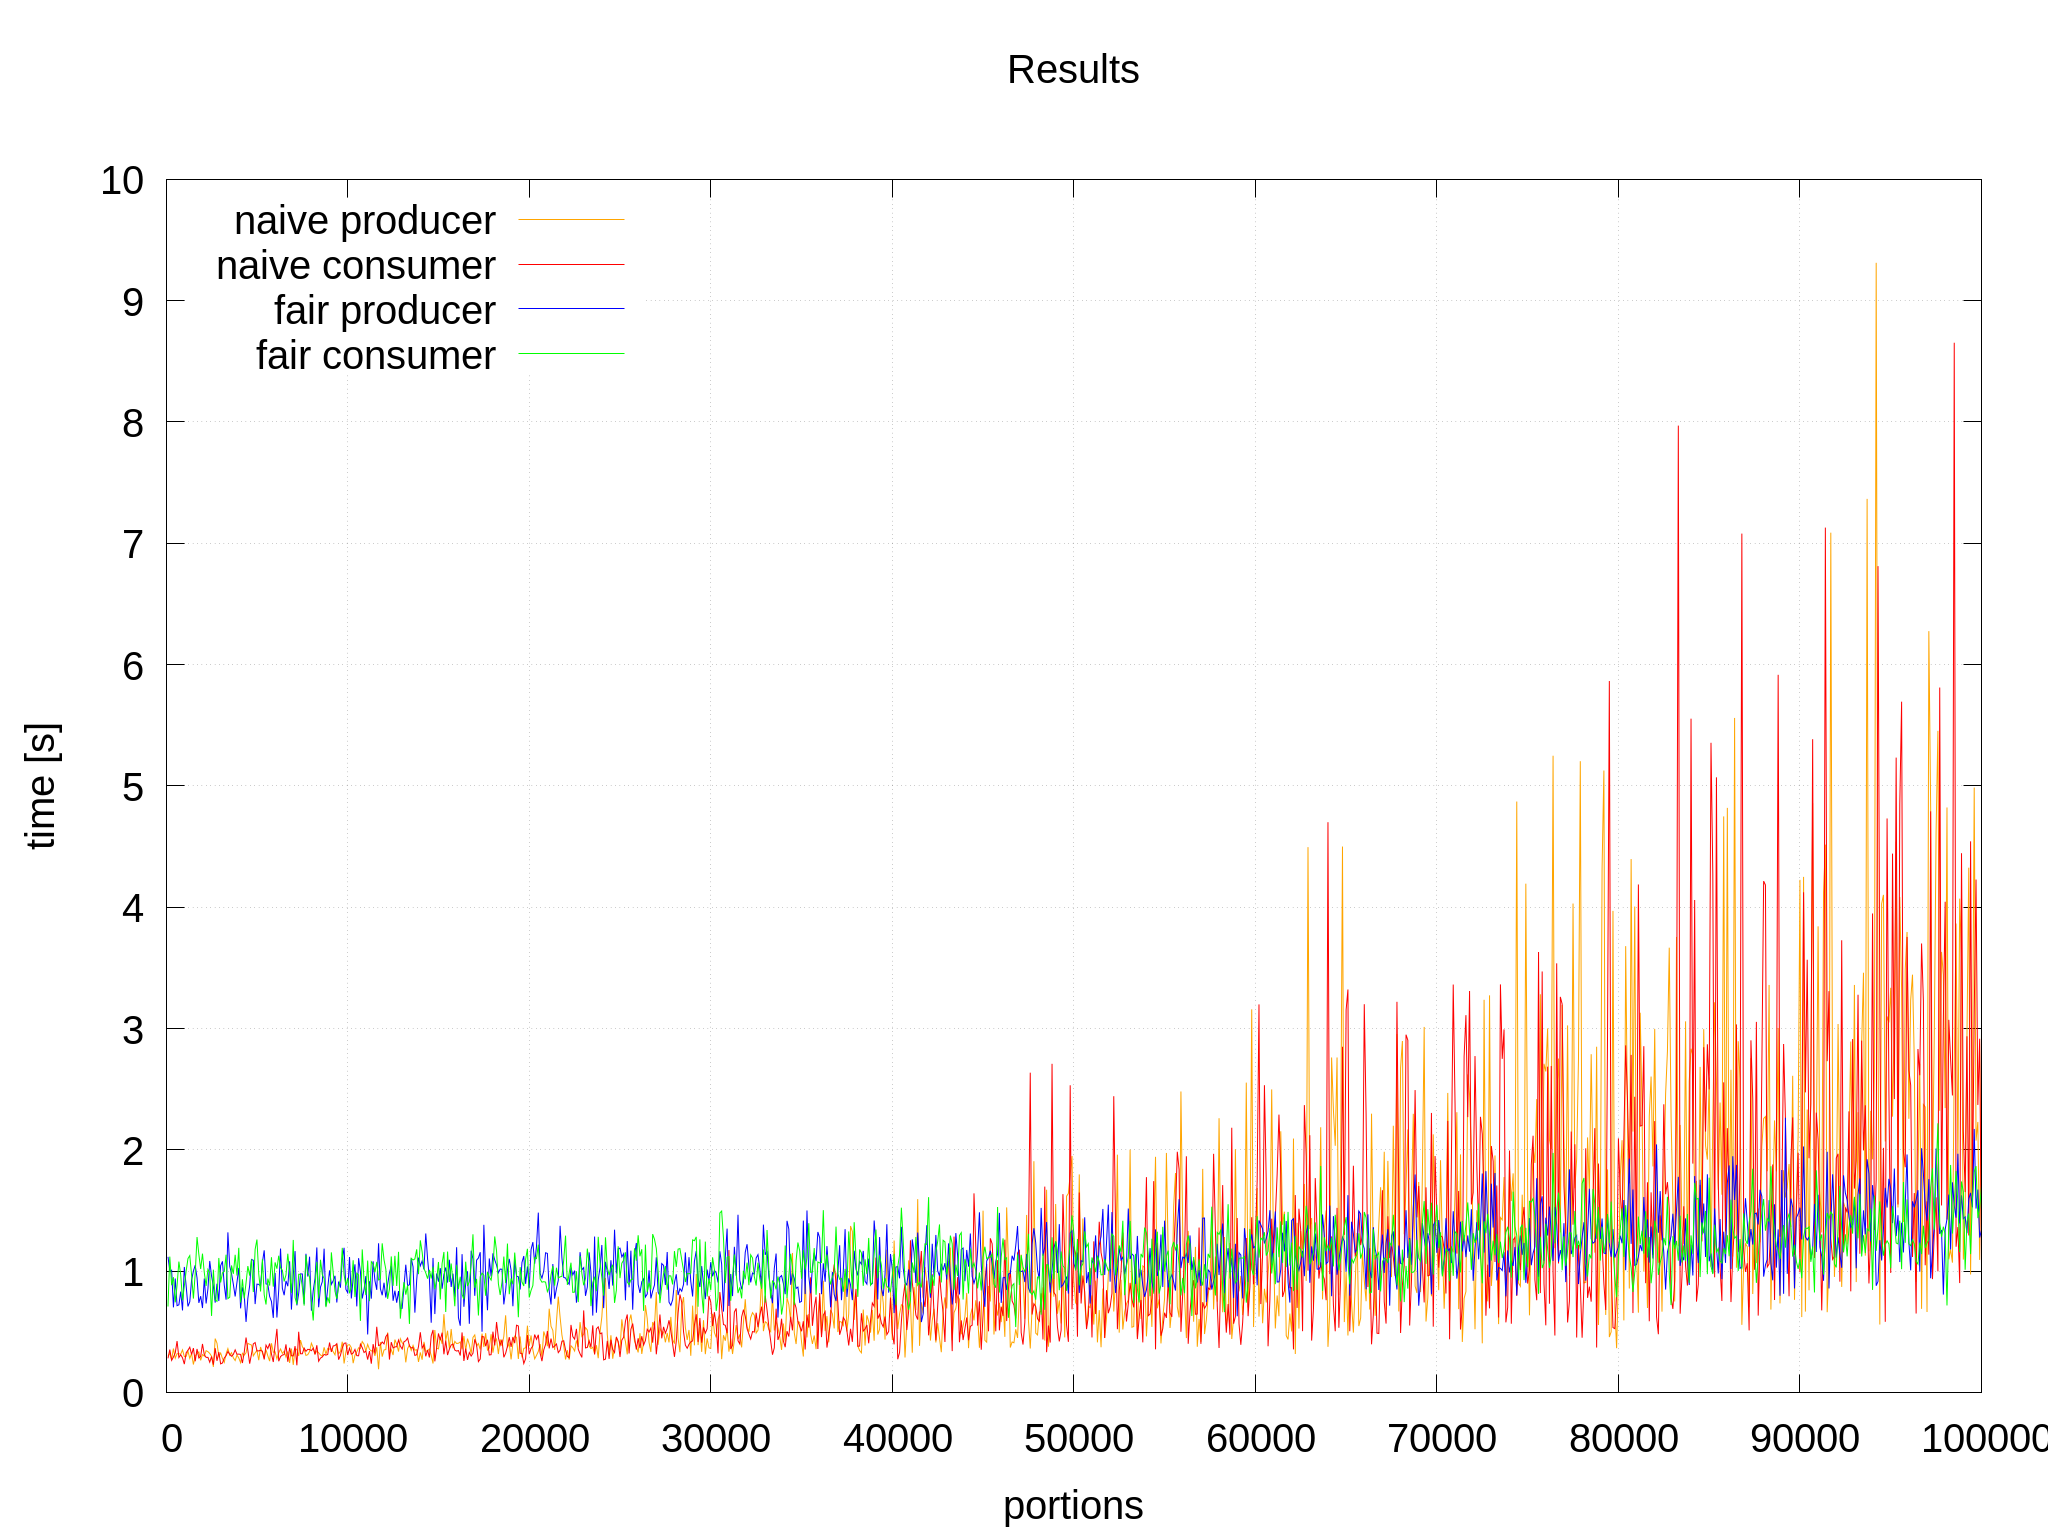 Results
10
9
8
7
6
5
4
3
2
1
0
naive producer
naive consumer
fair producer
fair consumer
time [s]
0 10000 20000 30000 40000 50000 60000 70000 80000 90000 100000
portions